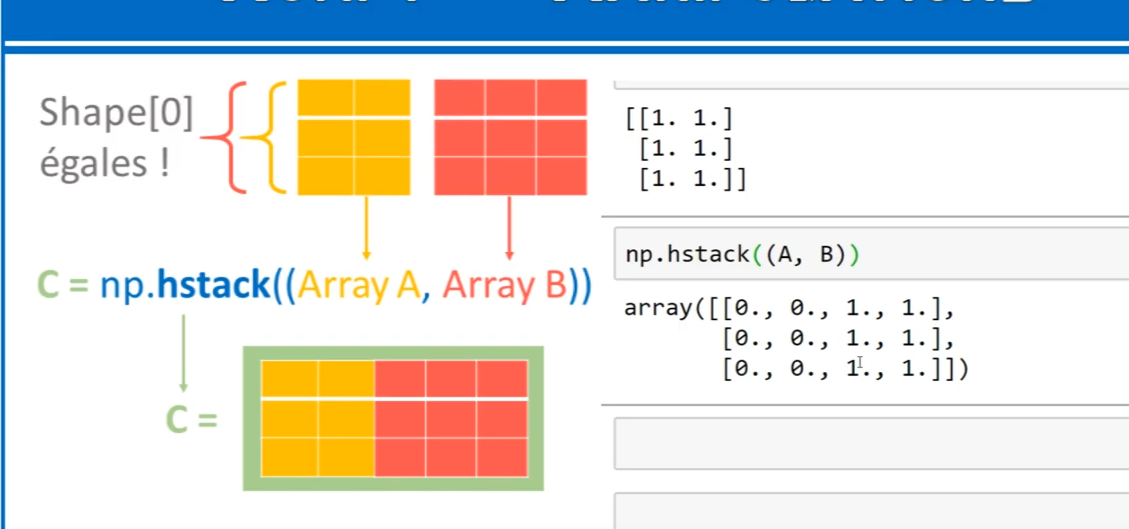 Shape[0]
égales !
C = np.hstack((Array A, Array B))
C =
[[1. 1.]
[1. 1.]
[1. 1.]]
np.hstack((A, B))
array([[0., 0., 1., 1.],
[0., 0., 1., 1.],
[0., 0., 1., 1.]])